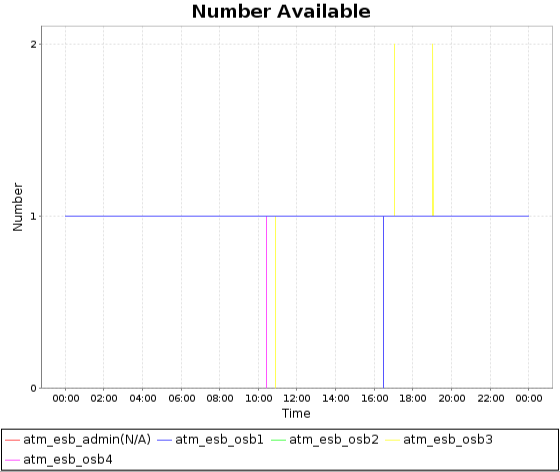 Number Available
2
1
0
Number
00:00 02:00 04:00 06:00 08:00 10:00 12:00 14:00 16:00 18:00 20:00 22:00 00:00
Time
atm_esb_admin(N/A) atm_esb_osb1 atm_esb_osb2 atm_esb_osb3
atm_esb_osb4